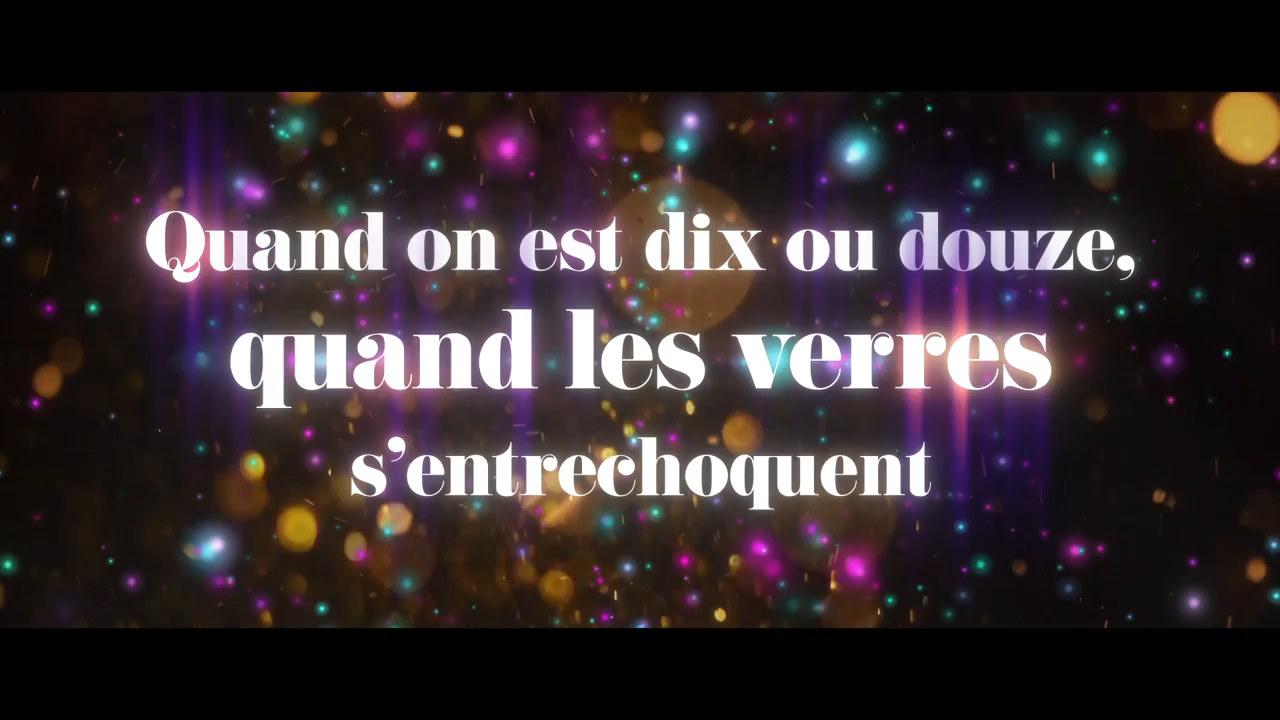 Quand on est dix ou douze,
quand les verres
s’entrechoquent